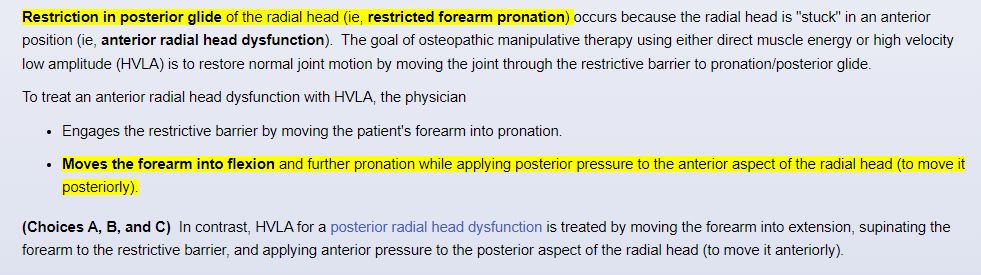 Restriction in posterior glide of the radial head (ie, restricted forearm pronation) occurs because the radial head is "stuck" in an anterior
position (ie, anterior radial head dysfunction).  The goal of osteopathic manipulative therapy using either direct muscle energy or high velocity
low amplitude (HVLA) is to restore normal joint motion by moving the joint through the restrictive barrier to pronation/posterior glide.
To treat an anterior radial head dysfunction with HVLA, the physician
• Engages the restrictive barrier by moving the patient's forearm into pronation.
• Moves the forearm into flexion and further pronation while applying posterior pressure to the anterior aspect of the radial head (to move it
posteriorly).
(Choices A, B, and C)  In contrast, HVLA for a posterior radial head dysfunction is treated by moving the forearm into extension, supinating the
forearm to the restrictive barrier, and applying anterior pressure to the posterior aspect of the radial head (to move it anteriorly).